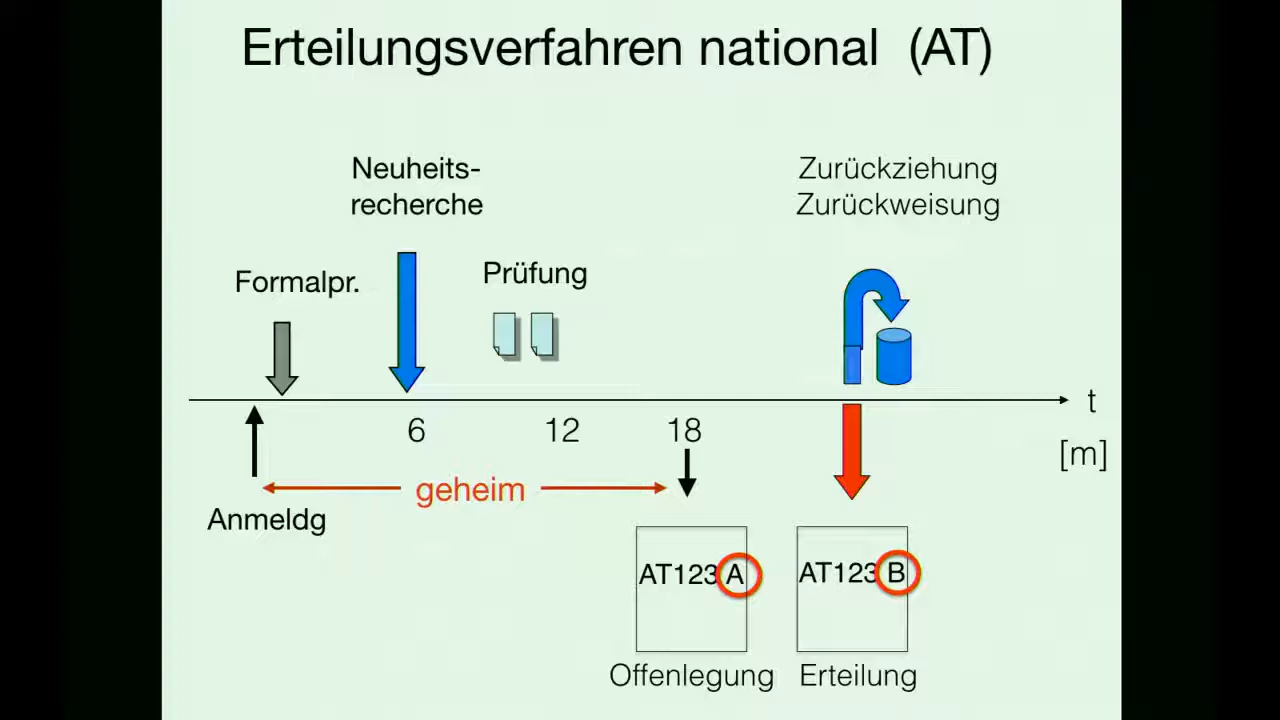 Erteilungsverfahren national (AT)
Neuheits-
recherche
Zurückziehung
Zurückweisung
Formalpr.
Prüfung
t
6
12
18
[m]
geheim
Anmeldg
AT123 A
AT123 B
Offenlegung
Erteilung